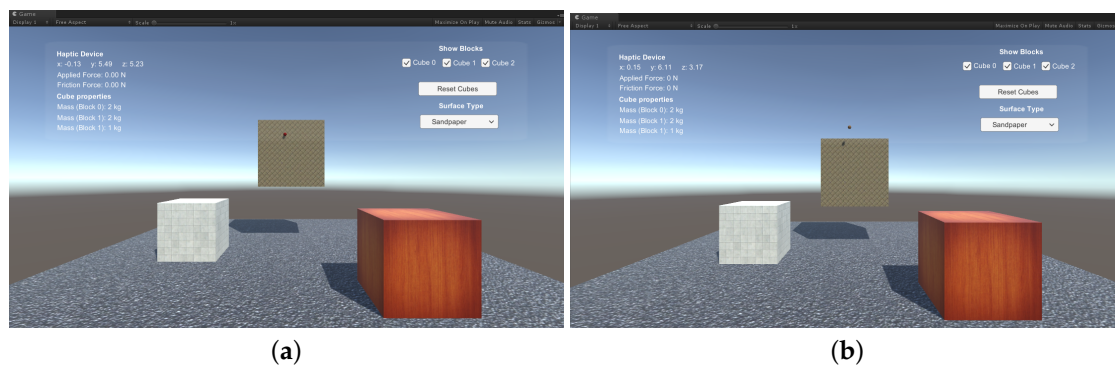 Game
Display 1 Free Aspect Scale 1x Maximise On Play Mute Audio Stats Gizmos
Haptic Device
x: -0.13 y: 5.49 z: 5.23
Applied Force: 0.00 N
Friction Force: 0.00 N
Cube properties
Mass (Block 0): 2 kg
Mass (Block 1): 2 kg
Mass (Block 1): 1 kg
Show Blocks
Cube 0 Cube 1 Cube 2
Reset Cubes
Surface Type
Sandpaper
(a)
Game
Display 1 Free Aspect Scale 1x Maximise On Play Mute Audio Stats Gizmos
Haptic Device
x: 0.15 y: 6.11 z: 3.17
Applied Force: 0 N
Friction Force: 0 N
Cube properties
Mass (Block 0): 2 kg
Mass (Block 1): 2 kg
Mass (Block 1): 1 kg
Show Blocks
Cube 0 Cube 1 Cube 2
Reset Cubes
Surface Type
Sandpaper
(b)